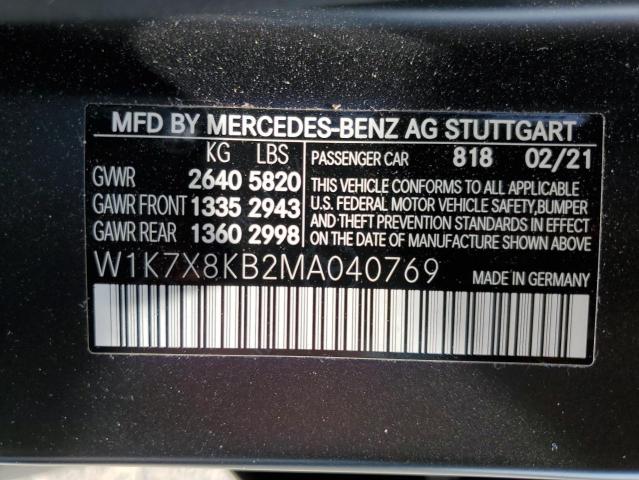 MFD BY MERCEDES-BENZ AG STUTTGART
KG LBS
PASSENGER CAR 818 02/21
GVWR 2640 5820
GAWR FRONT 1335 2943
GAWR REAR 1360 2998
THIS VEHICLE CONFORMS TO ALL APPLICABLE
U.S. FEDERAL MOTOR VEHICLE SAFETY, BUMPER
AND THEFT PREVENTION STANDARDS IN EFFECT
ON THE DATE OF MANUFACTURE SHOWN ABOVE
W1K7X8KB2MA040769
MADE IN GERMANY